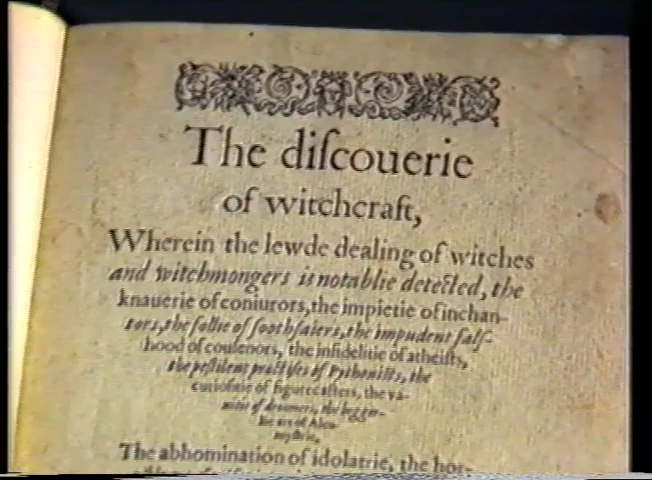 The diſcouerie
of witchcraft,
Wherein the lewde dealing of witches
and witchmongers is notablie detected, the
knauerie of coniurors, the impietie of inchan-
tors, the follie of ſoothſaiers, the impudent falſ-
hood of couſenors, the infidelitie of atheiſts,
the peſtilent practiſes of Pythoniſts, the
curioſitie of figurecaſters, the va-
nitie of dreamers, the begger-
lie art of Alcu-
myſtrie,
The abhomination of idolatrie, the hor-